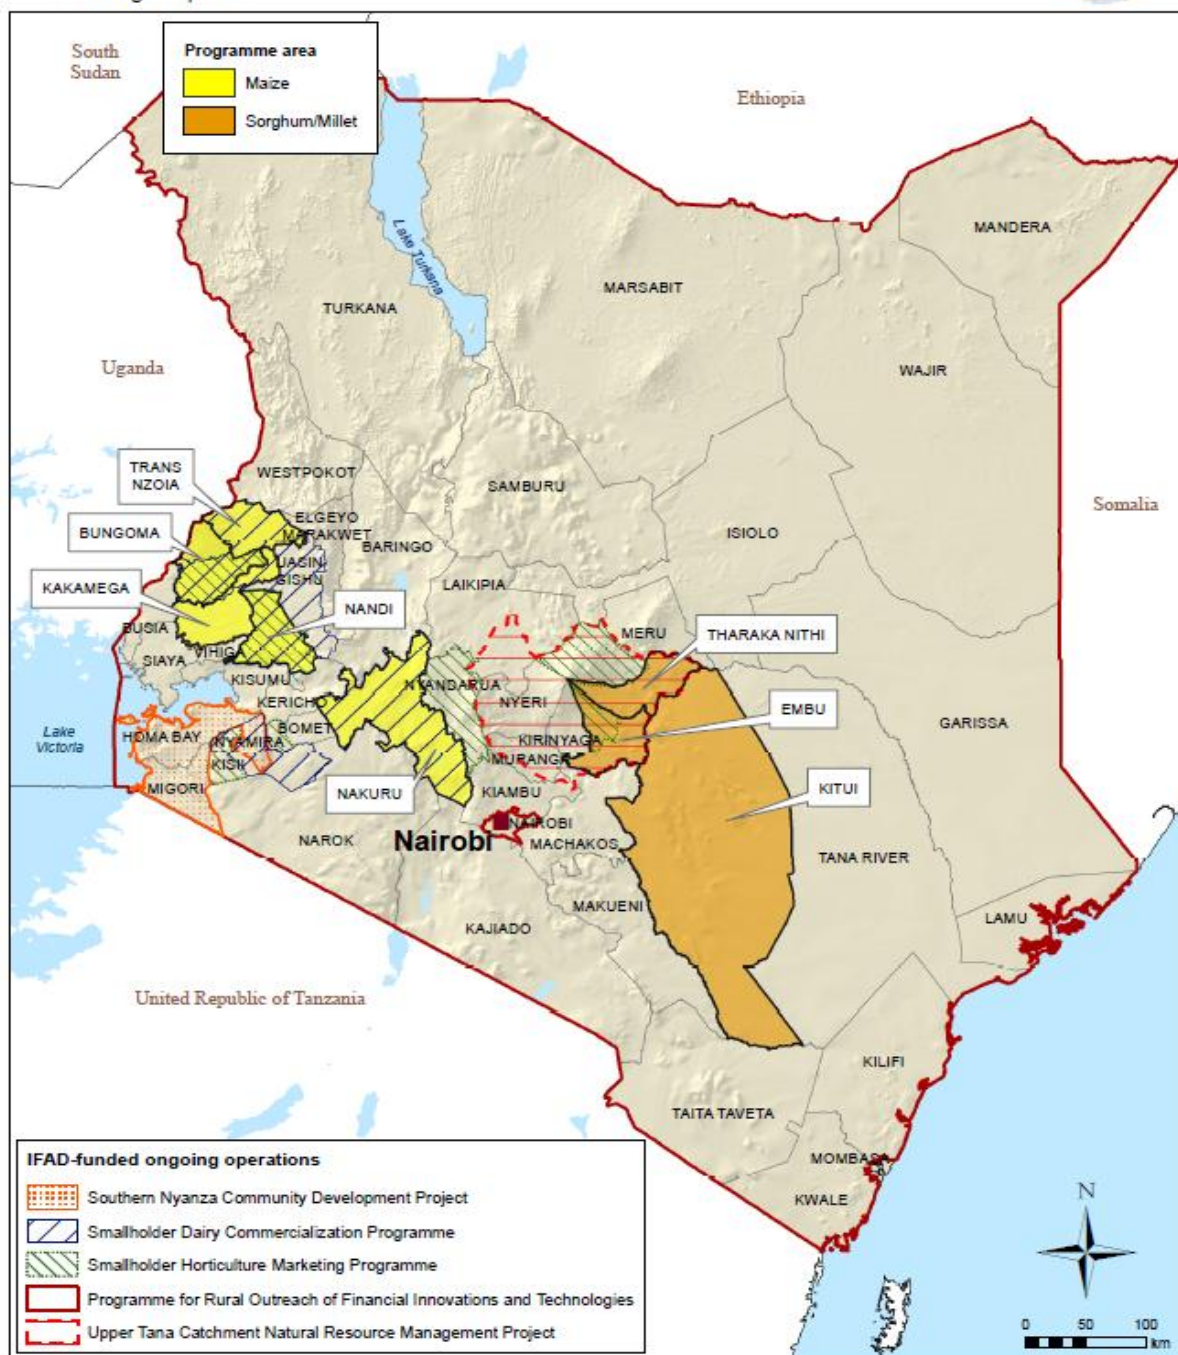 South
Sudan
Programme area
Maize
Sorghum/Millet
Ethiopia
MANDERA
Lake Turkana
MARSABIT
TURKANA
WAJIR
Uganda
TRANS
NZOIA
WESTPOKOT
SAMBURU
Somalia
ELGEYO
MARAKWET
BUNGOMA
ISIOLO
BARINGO
UASIN
GISHU
LAIKIPIA
KAKAMEGA
NANDI
BUSIA
MERU
THARAKA NITHI
VIHIGA
SIAYA
KISUMU
NYANDARUA
KERICHO
NYERI
EMBU
GARISSA
BOMET
Lake
Victoria
HOMA BAY
NYAMIRA
KIRINYAGA
KISII
MURANGA
MIGORI
NAKURU
KIAMBU
KITUI
NAIROBI
Nairobi
NAROK
MACHAKOS
TANA RIVER
MAKUENI
LAMU
KAJIADO
United Republic of Tanzania
KILIFI
TAITA TAVETA
MOMBASA
KWALE
IFAD-funded ongoing operations
Southern Nyanza Community Development Project
Smallholder Dairy Commercialization Programme
Smallholder Horticulture Marketing Programme
Programme for Rural Outreach of Financial Innovations and Technologies
Upper Tana Catchment Natural Resource Management Project
N
0 50 100
km